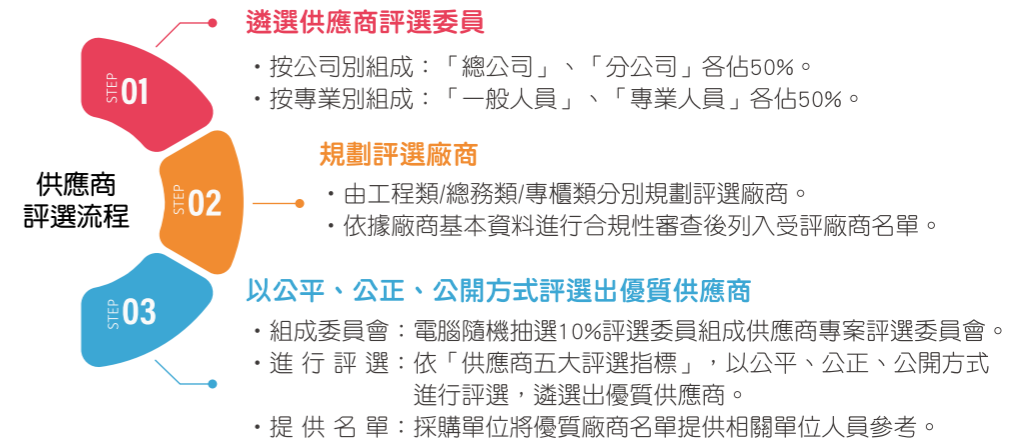 供應商
評選流程
STEP 01
遴選供應商評選委員
・按公司別組成：「總公司」、「分公司」各佔50%。
・按專業別組成：「一般人員」、「專業人員」各佔50%。
STEP 02
規劃評選廠商
・由工程類/總務類/專櫃類分別規劃評選廠商。
・依據廠商基本資料進行合規性審查後列入受評廠商名單。
STEP 03
以公平、公正、公開方式評選出優質供應商
・組成委員會：電腦隨機抽選10%評選委員組成供應商專案評選委員會。
・進 行 評 選：依「供應商五大評選指標」，以公平、公正、公開方式
進行評選，遴選出優質供應商。
・提 供 名 單：採購單位將優質廠商名單提供相關單位人員參考。